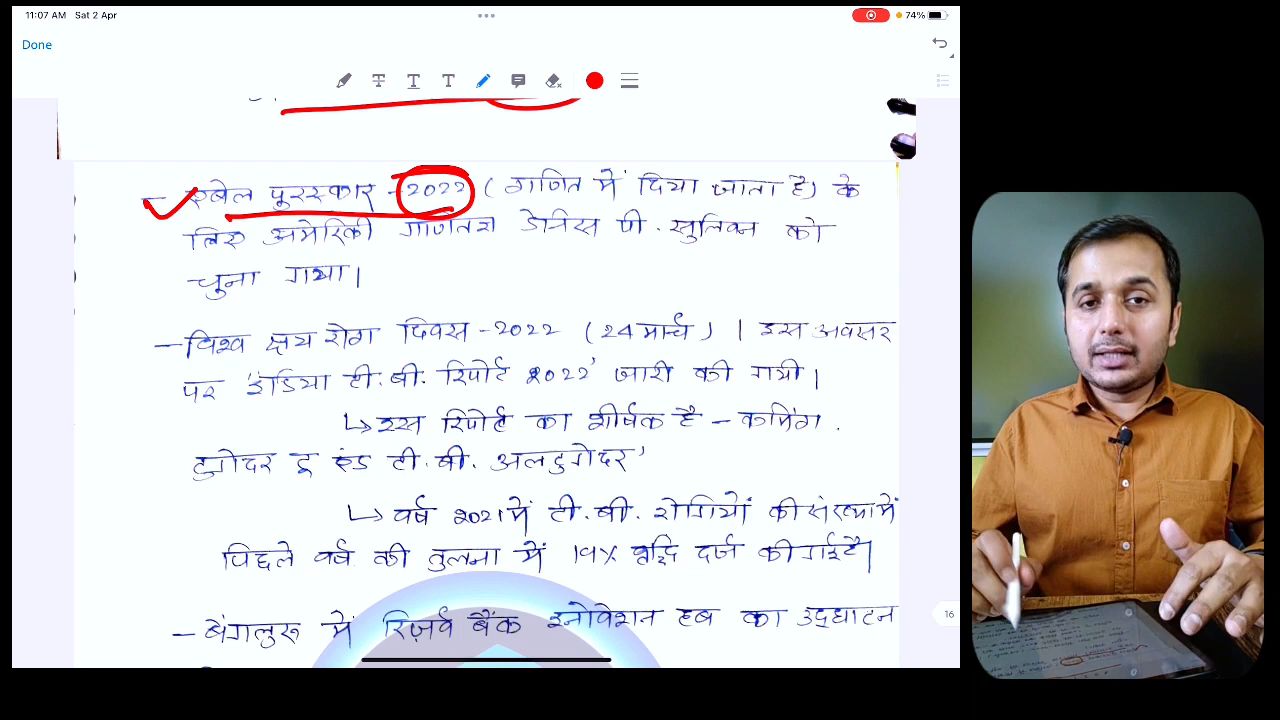 11:07 AM Sat 2 Apr
74%
Done
- एबेल पुरस्कार -2022 ( गणित में दिया जाता है) के
लिए अमेरिकी गणितज्ञ डेनिस पी. सुलिवन को
चुना गया।
- विश्व क्षय रोग दिवस -2022 (24 मार्च) । इस अवसर
पर 'इंडिया टी.बी. रिपोर्ट 2022' जारी की गयी।
↳ इस रिपोर्ट का शीर्षक है - कमिंग.
टुगेदर टू एंड टी.बी. अलटुगेदर'
↳ वर्ष 2021 में टी.बी. रोगियों की संख्या में
पिछले वर्ष की तुलना में 19% वृद्धि दर्ज की गई है।
16
- बेंगलुरु में रिज़र्व बैंक इनोवेशन हब का उद्घाटन